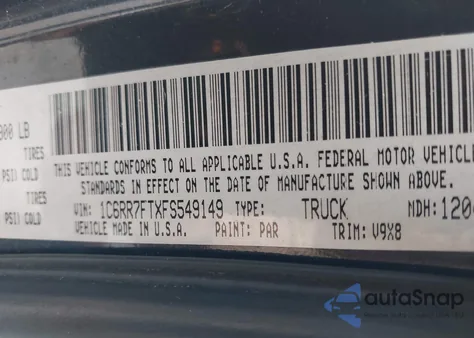 900 LB
TIRES
PSI COLD
TIRES
PSI COLD
THIS VEHICLE CONFORMS TO ALL APPLICABLE U.S.A. FEDERAL MOTOR VEHICLE
STANDARDS IN EFFECT ON THE DATE OF MANUFACTURE SHOWN ABOVE.
VIN: 1C6RR7FTXFS549149 TYPE: TRUCK MDH: 120
VEHICLE MADE IN U.S.A. PAINT: PAR TRIM: V9X8
autoSnap